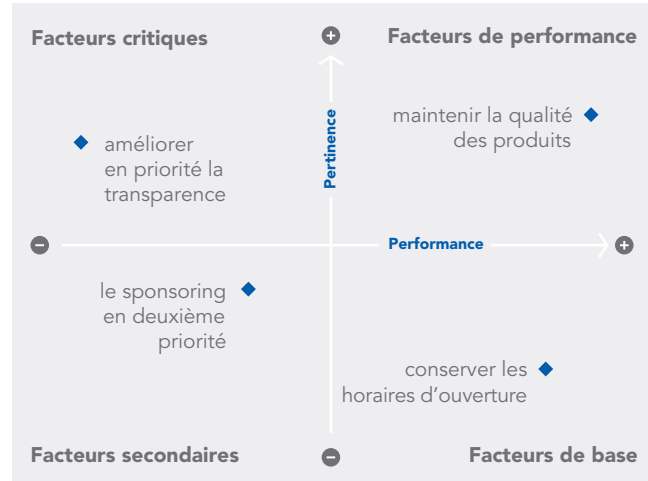 Facteurs critiques
+
Facteurs de performance
maintenir la qualité
des produits
améliorer
en priorité la
transparence
Pertinence
−
Performance
+
le sponsoring
en deuxième
priorité
conserver les
horaires d'ouverture
Facteurs secondaires
−
Facteurs de base